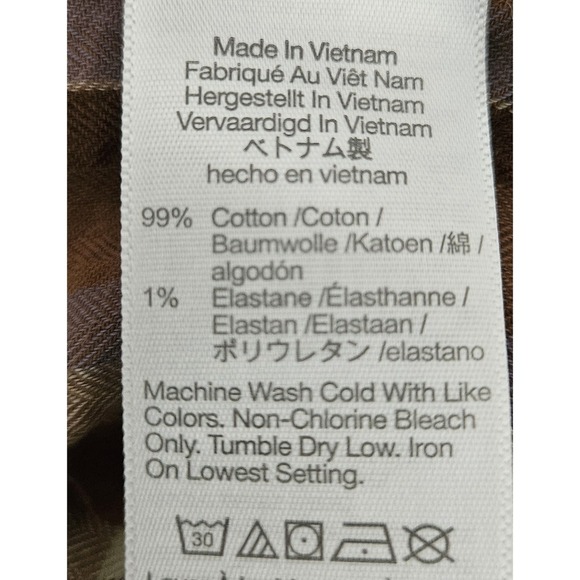 Made In Vietnam
Fabriqué Au Viêt Nam
Hergestellt In Vietnam
Vervaardigd In Vietnam
ベトナム製
hecho en vietnam
99% Cotton /Coton /
Baumwolle /Katoen /綿 /
algodón
1% Elastane /Élasthanne /
Elastan /Elastaan /
ポリウレタン /elastano
Machine Wash Cold With Like
Colors. Non-Chlorine Bleach
Only. Tumble Dry Low. Iron
On Lowest Setting.
30